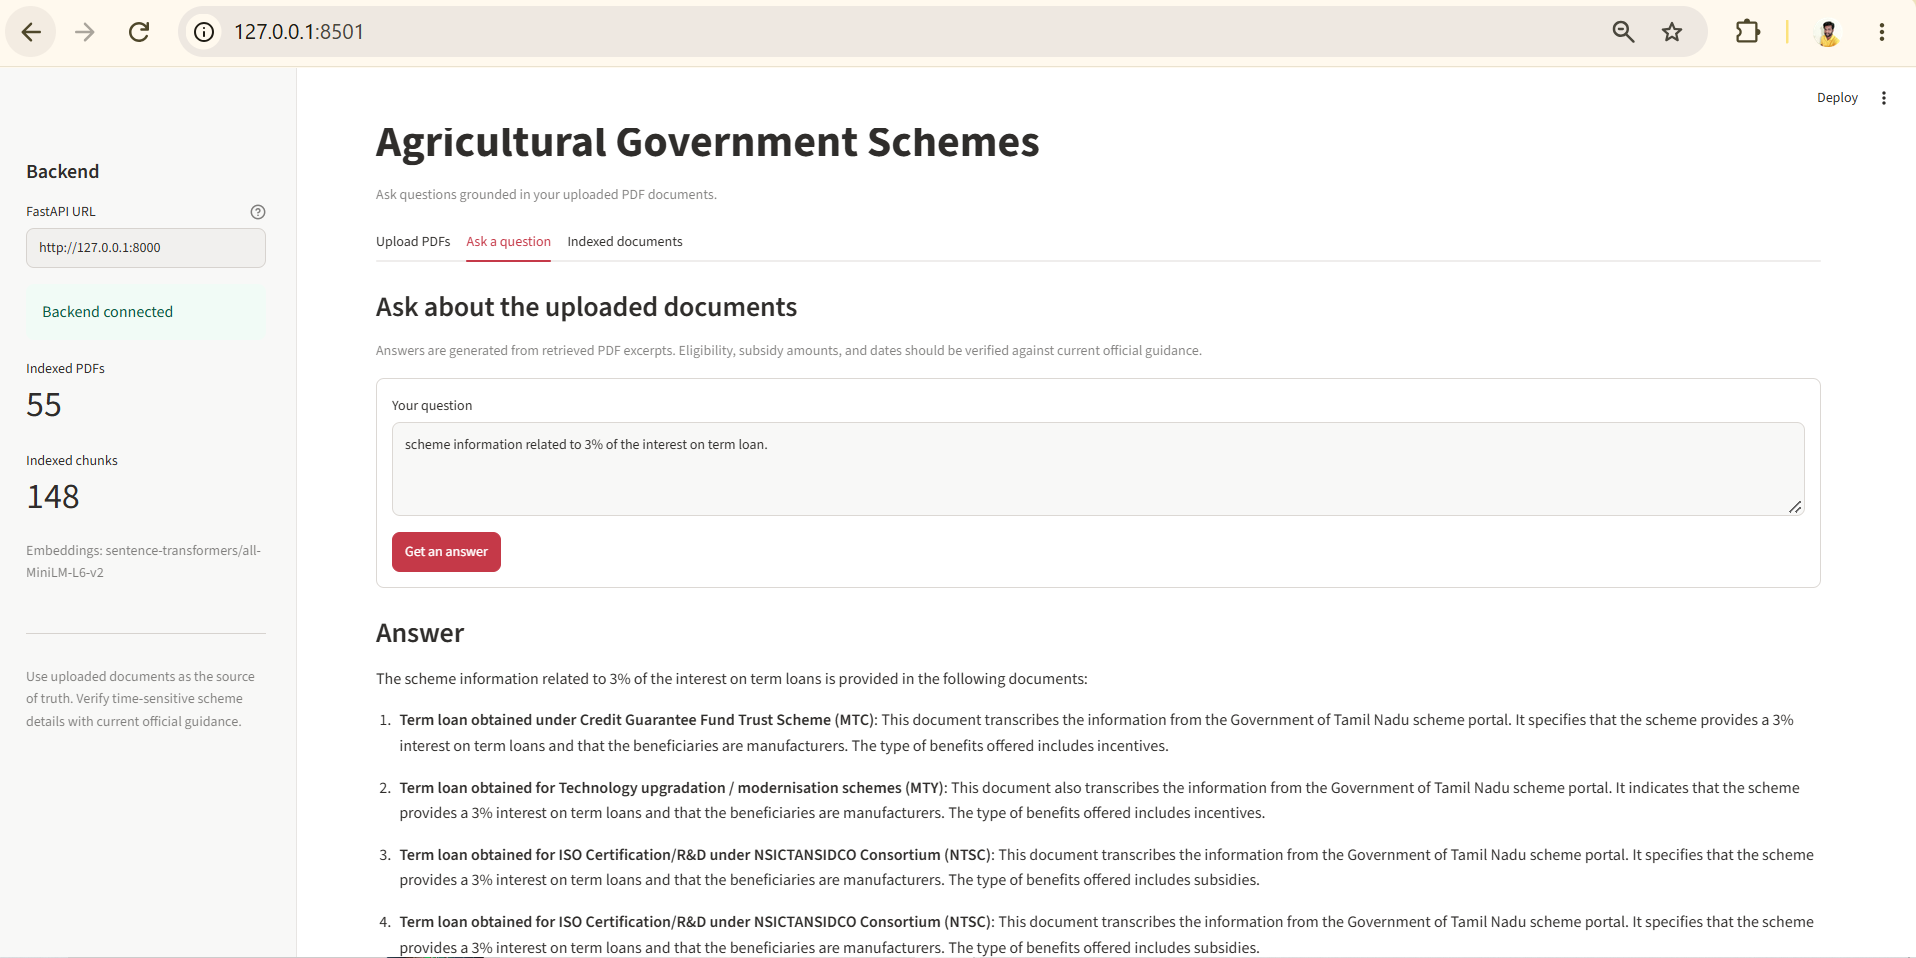 127.0.0.1:8501
Deploy
Backend
FastAPI URL
http://127.0.0.1:8000
Backend connected
Indexed PDFs
55
Indexed chunks
148
Embeddings: sentence-transformers/all-
MiniLM-L6-v2
Use uploaded documents as the source
of truth. Verify time-sensitive scheme
details with current official guidance.
Agricultural Government Schemes
Ask questions grounded in your uploaded PDF documents.
Upload PDFs Ask a question Indexed documents
Ask about the uploaded documents
Answers are generated from retrieved PDF excerpts. Eligibility, subsidy amounts, and dates should be verified against current official guidance.
Your question
scheme information related to 3% of the interest on term loan.
Get an answer
Answer
The scheme information related to 3% of the interest on term loans is provided in the following documents:
1. Term loan obtained under Credit Guarantee Fund Trust Scheme (MTC): This document transcribes the information from the Government of Tamil Nadu scheme portal. It specifies that the scheme provides a 3%
interest on term loans and that the beneficiaries are manufacturers. The type of benefits offered includes incentives.
2. Term loan obtained for Technology upgradation / modernisation schemes (MTY): This document also transcribes the information from the Government of Tamil Nadu scheme portal. It indicates that the scheme
provides a 3% interest on term loans and that the beneficiaries are manufacturers. The type of benefits offered includes incentives.
3. Term loan obtained for ISO Certification/R&D under NSICTANSIDCO Consortium (NTSC): This document transcribes the information from the Government of Tamil Nadu scheme portal. It specifies that the scheme
provides a 3% interest on term loans and that the beneficiaries are manufacturers. The type of benefits offered includes subsidies.
4. Term loan obtained for ISO Certification/R&D under NSICTANSIDCO Consortium (NTSC): This document transcribes the information from the Government of Tamil Nadu scheme portal. It specifies that the scheme
provides a 3% interest on term loans and that the beneficiaries are manufacturers. The type of benefits offered includes subsidies.